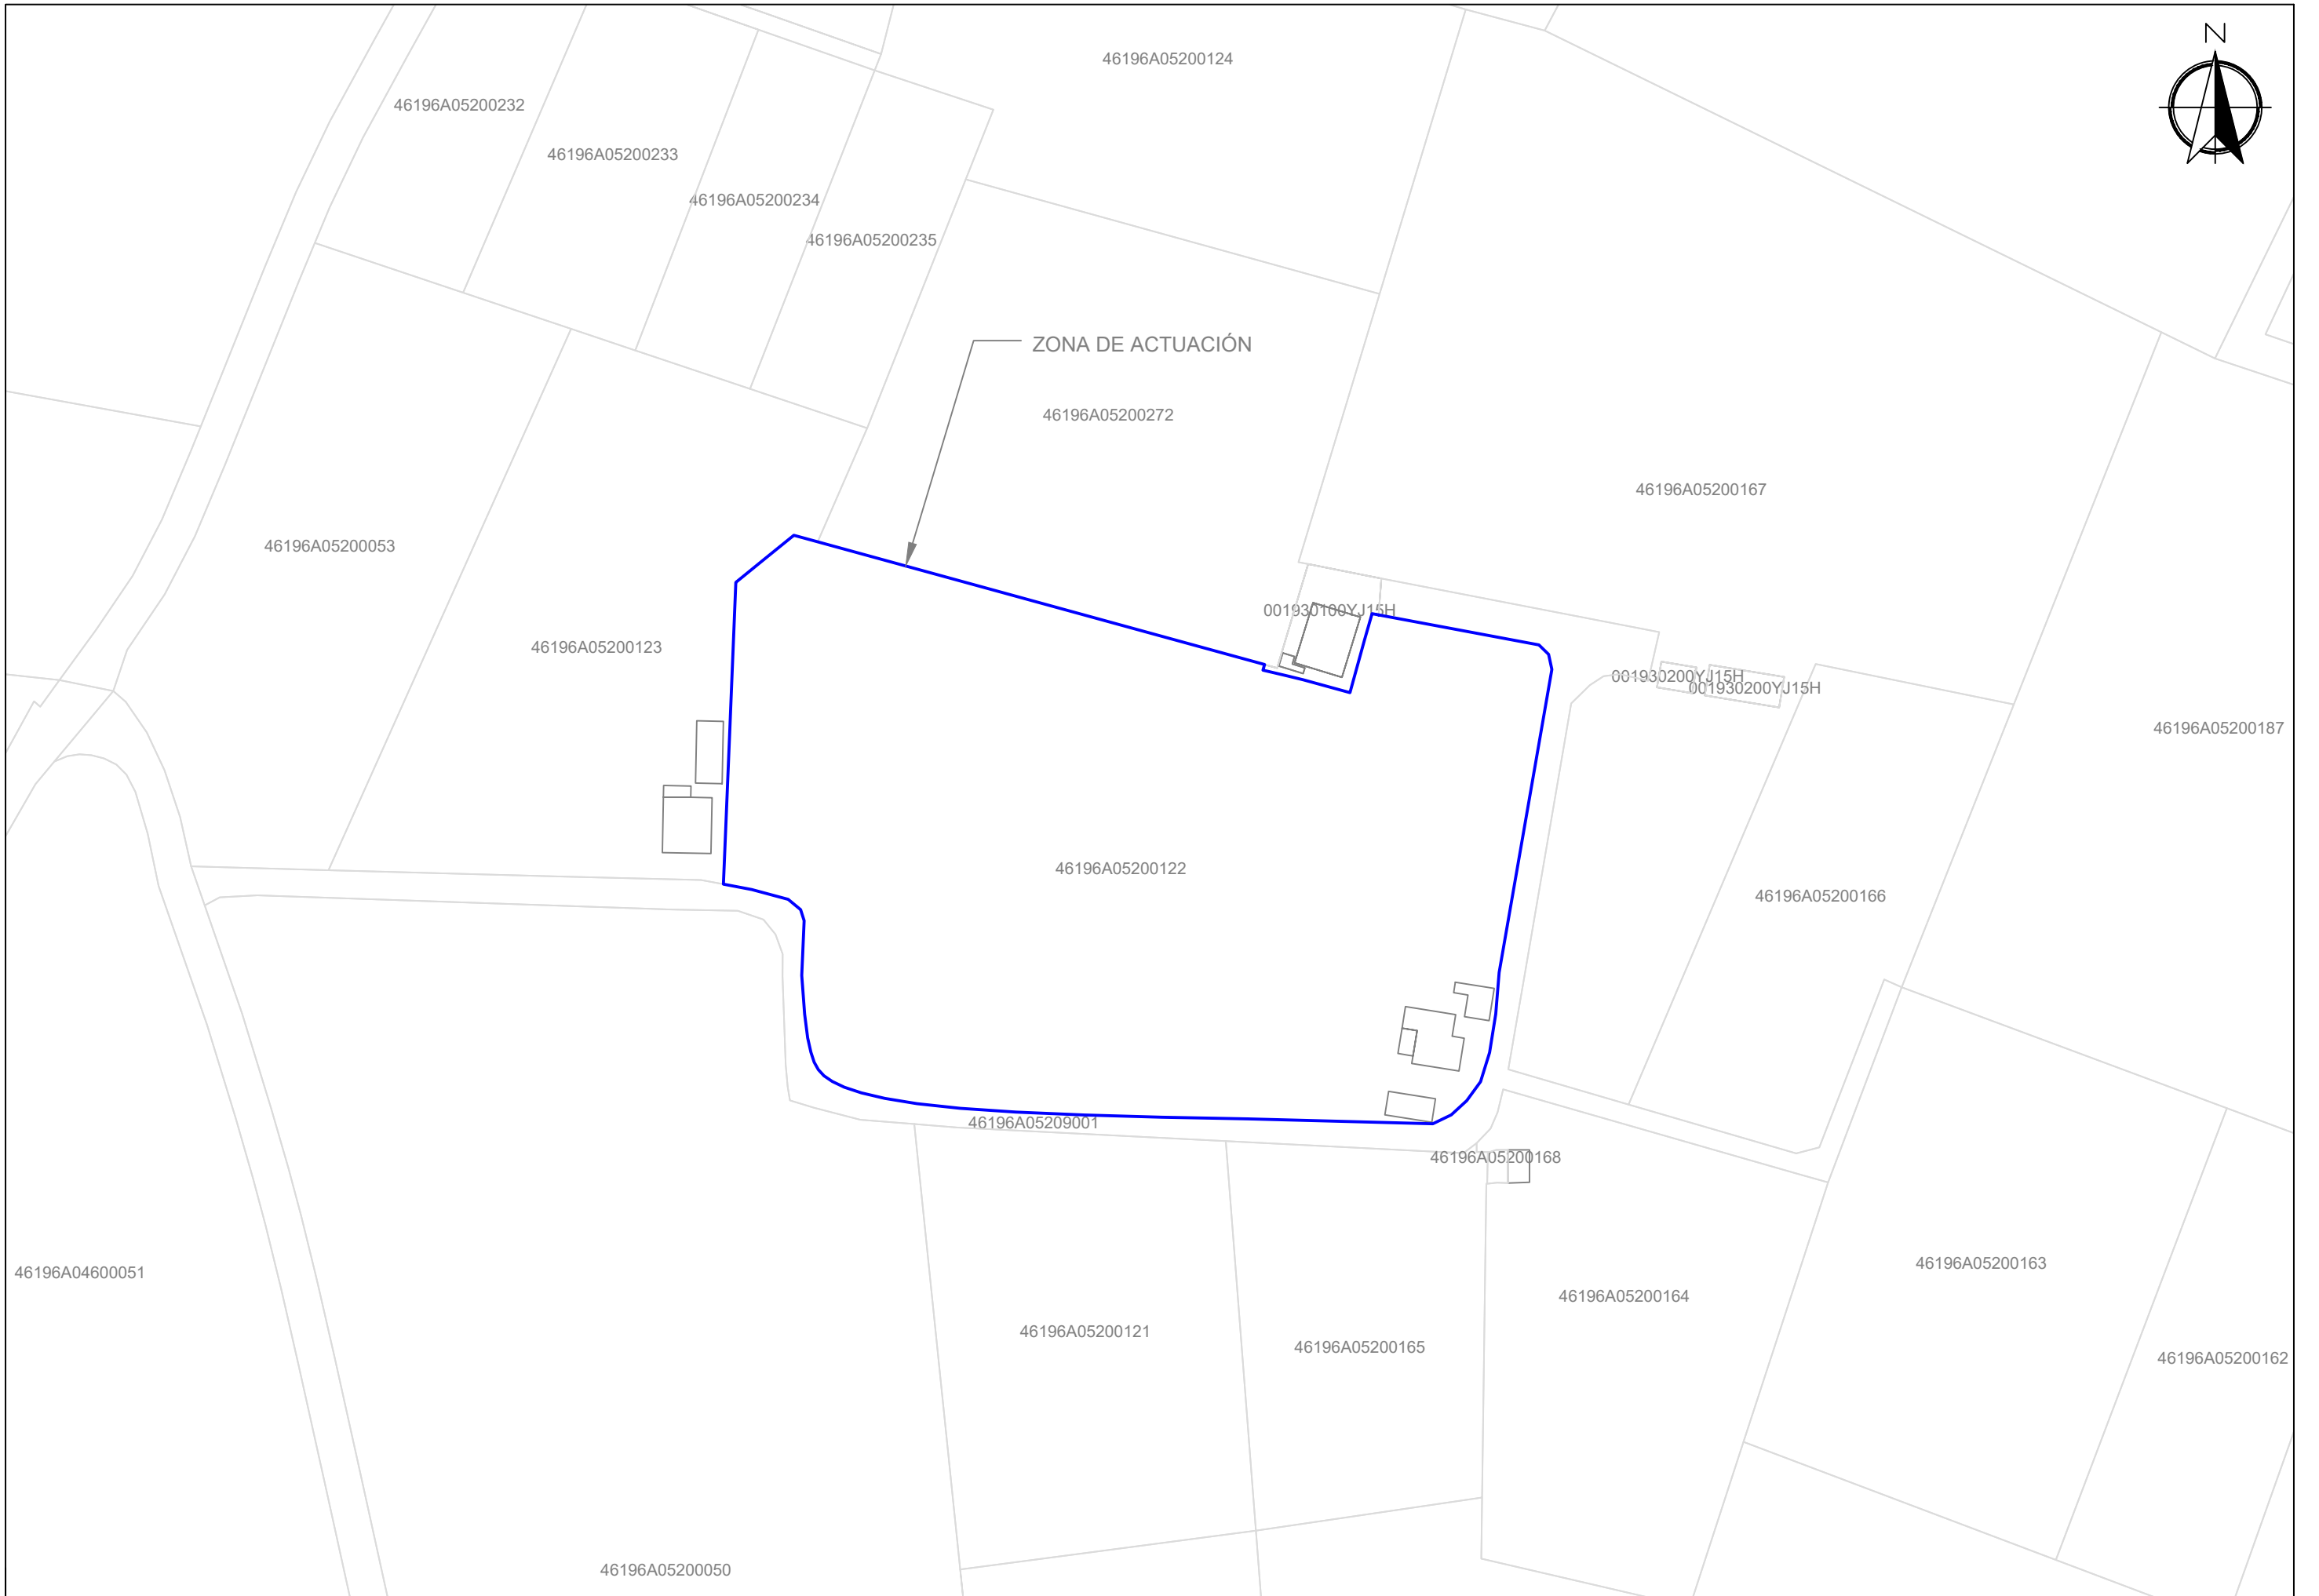 N
46196A05200124
46196A05200232
46196A05200233
46196A05200234
46196A05200235
ZONA DE ACTUACIÓN
46196A05200272
46196A05200167
46196A05200053
001930100YJ15H
46196A05200123
001930200YJ15H
001930200YJ15H
46196A05200187
46196A05200122
46196A05200166
46196A05209001
46196A05200168
46196A04600051
46196A05200163
46196A05200164
46196A05200121
46196A05200165
46196A05200162
46196A05200050